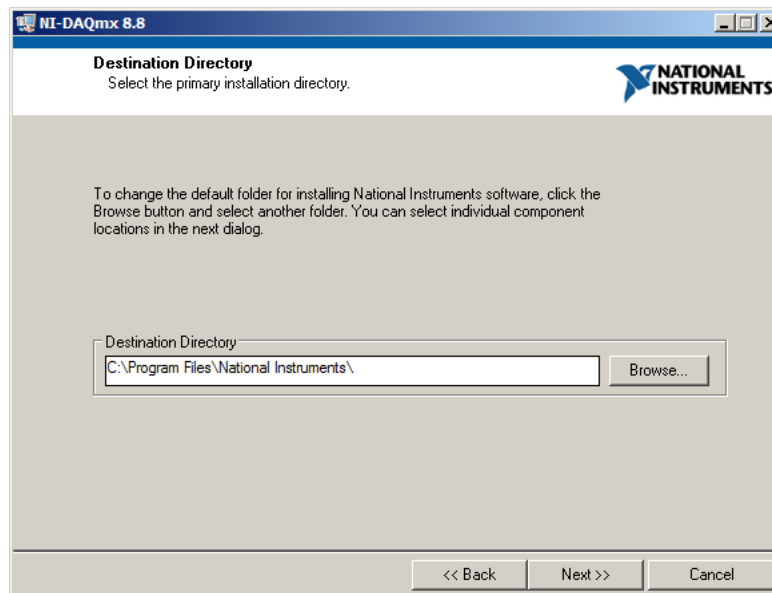 NI-DAQmx 8.8
Destination Directory
Select the primary installation directory.
NATIONAL
INSTRUMENTS
To change the default folder for installing National Instruments software, click the
Browse button and select another folder. You can select individual component
locations in the next dialog.
Destination Directory
C:\Program Files\National Instruments\
Browse...
<< Back
Next >>
Cancel